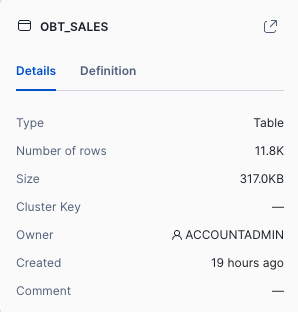 OBT_SALES
Details Definition
Type Table
Number of rows 11.8K
Size 317.0KB
Cluster Key —
Owner ACCOUNTADMIN
Created 19 hours ago
Comment —